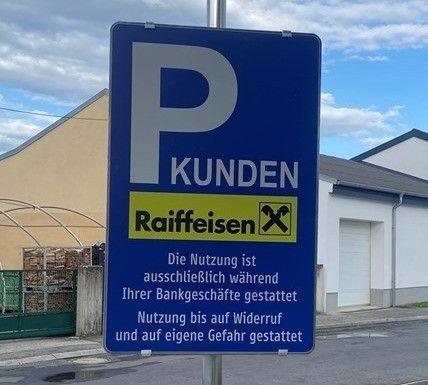 P
KUNDEN
Raiffeisen
Die Nutzung ist
ausschließlich während
Ihrer Bankgeschäfte gestattet
Nutzung bis auf Widerruf
und auf eigene Gefahr gestattet